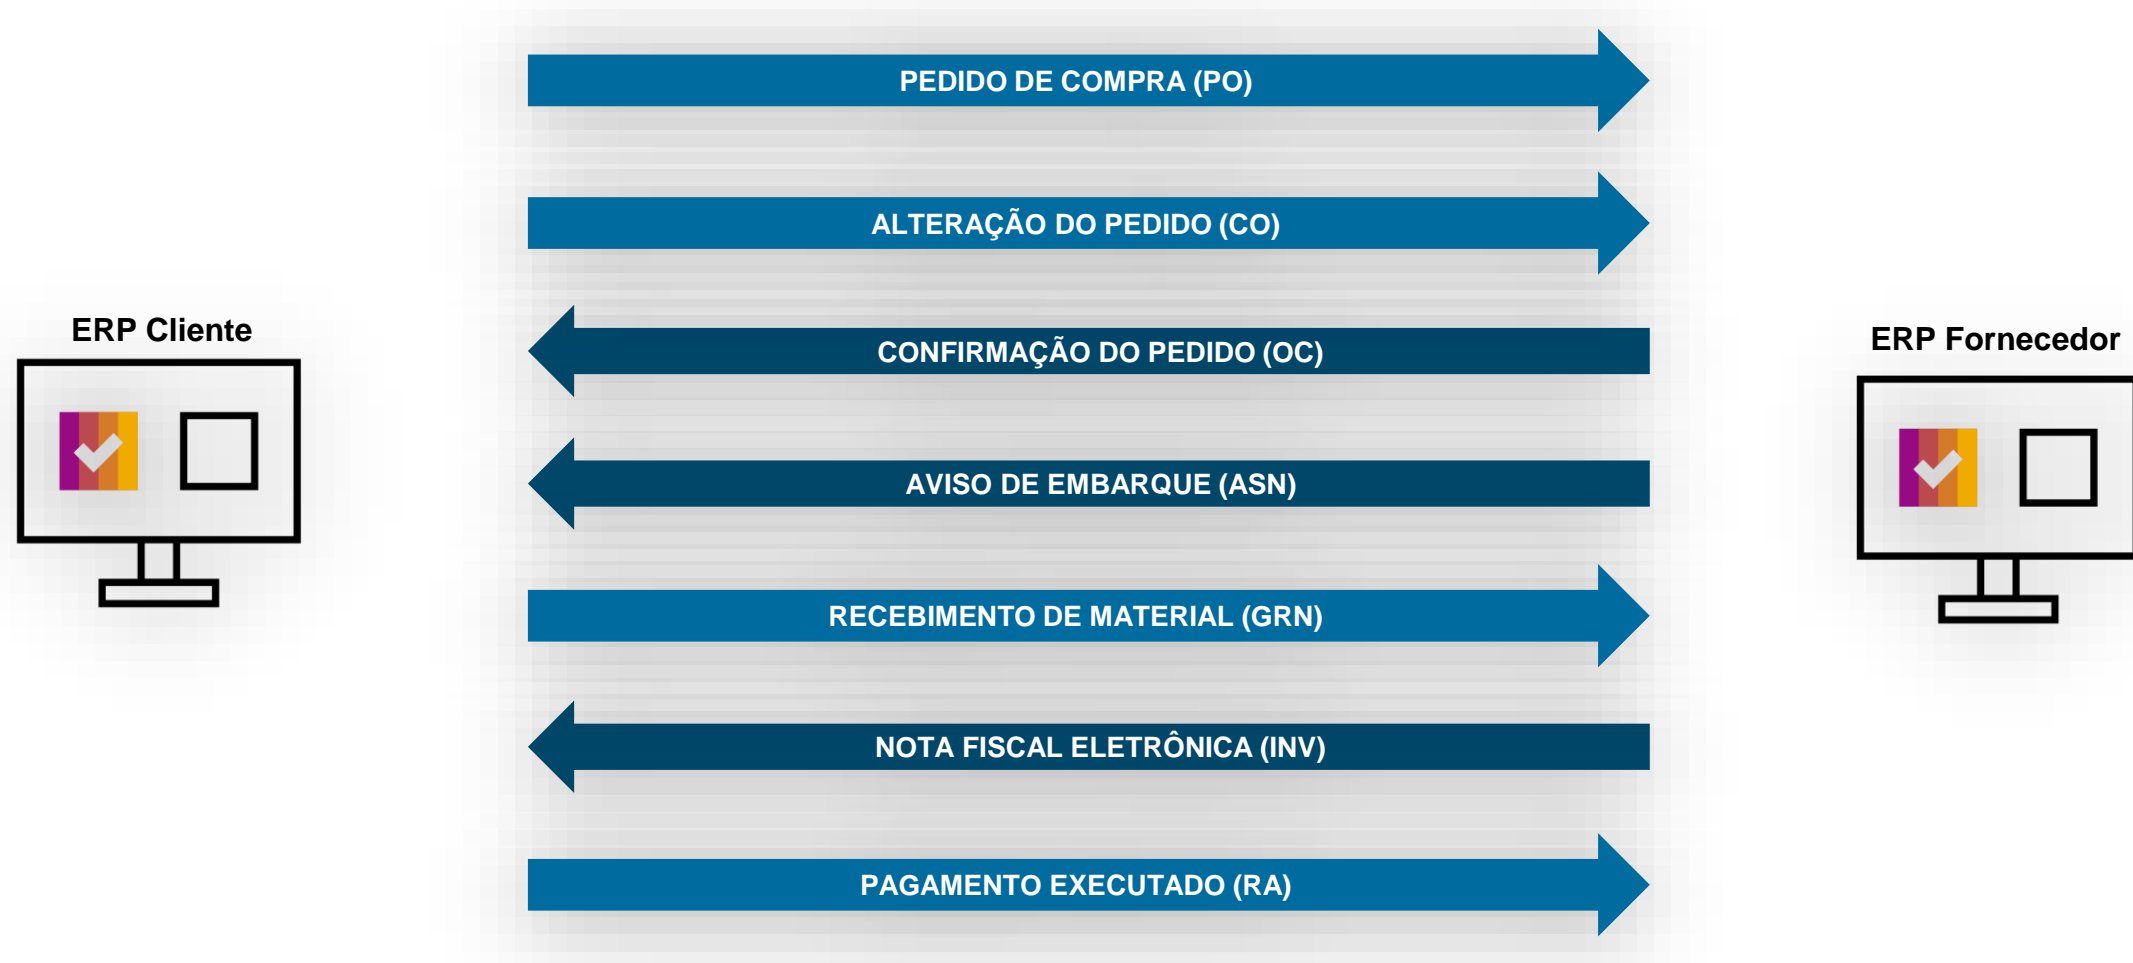 PEDIDO DE COMPRA (PO)
ALTERAÇÃO DO PEDIDO (CO)
ERP Cliente
ERP Fornecedor
CONFIRMAÇÃO DO PEDIDO (OC)
AVISO DE EMBARQUE (ASN)
RECEBIMENTO DE MATERIAL (GRN)
NOTA FISCAL ELETRÔNICA (INV)
PAGAMENTO EXECUTADO (RA)